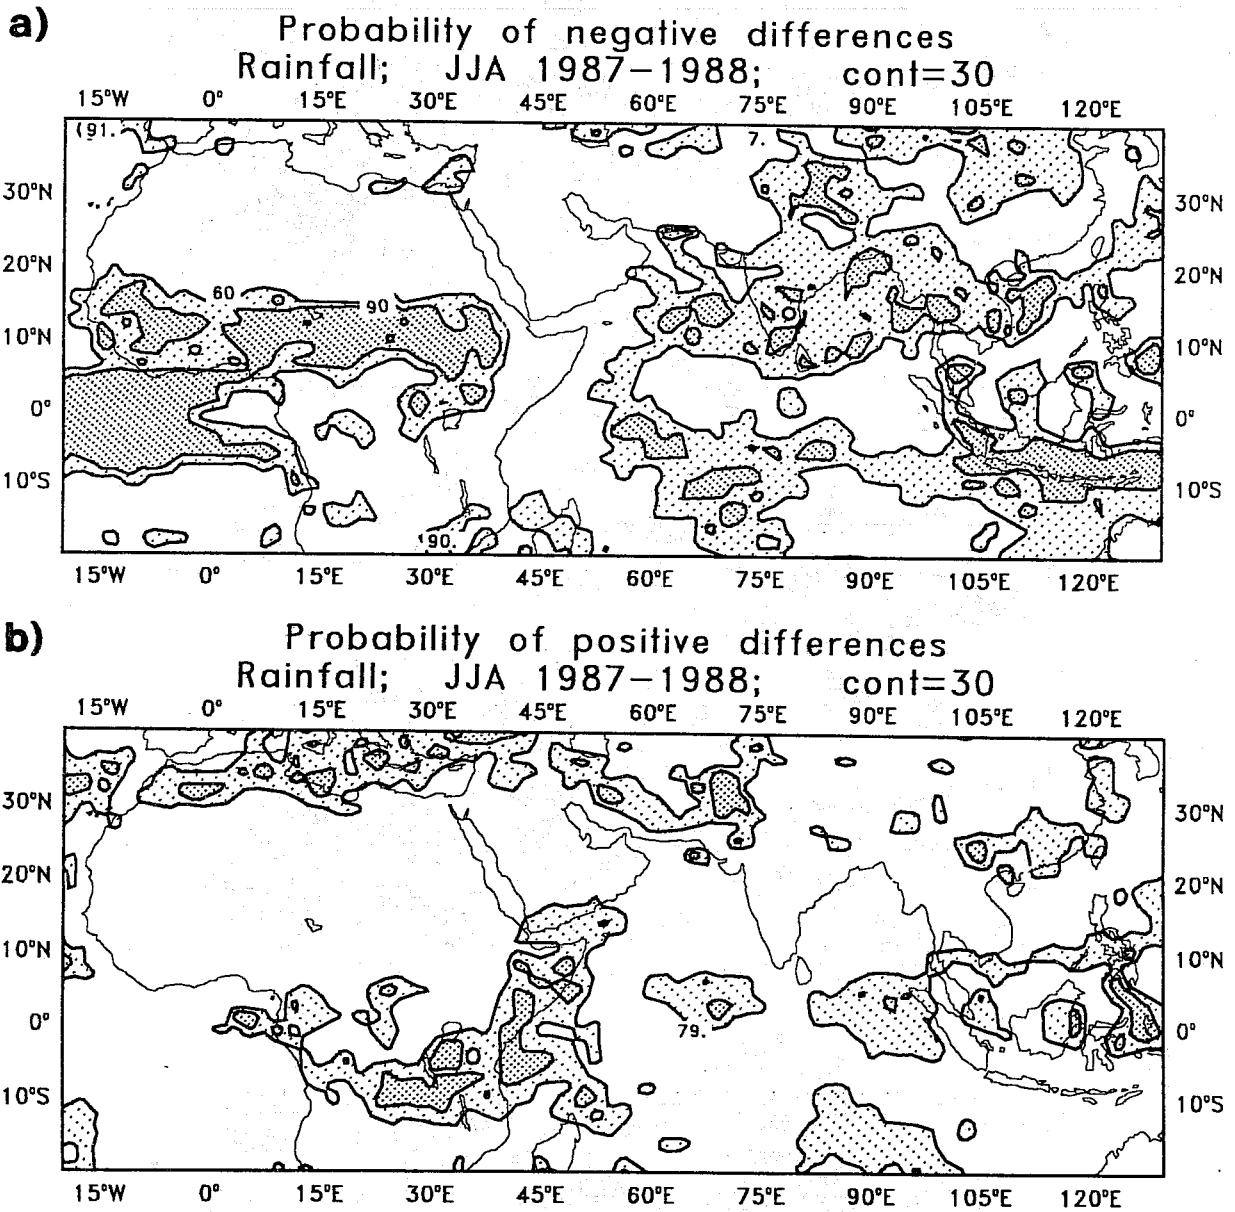 a)
Probability of negative differences
Rainfall; JJA 1987-1988; cont=30
15°W 0° 15°E 30°E 45°E 60°E 75°E 90°E 105°E 120°E
(91. 7.
30°N 30°N
20°N 20°N
60 90
10°N 10°N
0° 0°
10°S 10°S
90.
15°W 0° 15°E 30°E 45°E 60°E 75°E 90°E 105°E 120°E
b)
Probability of positive differences
Rainfall; JJA 1987-1988; cont=30
15°W 0° 15°E 30°E 45°E 60°E 75°E 90°E 105°E 120°E
30°N 30°N
20°N 20°N
10°N 10°N
0° 79. 0°
10°S 10°S
15°W 0° 15°E 30°E 45°E 60°E 75°E 90°E 105°E 120°E